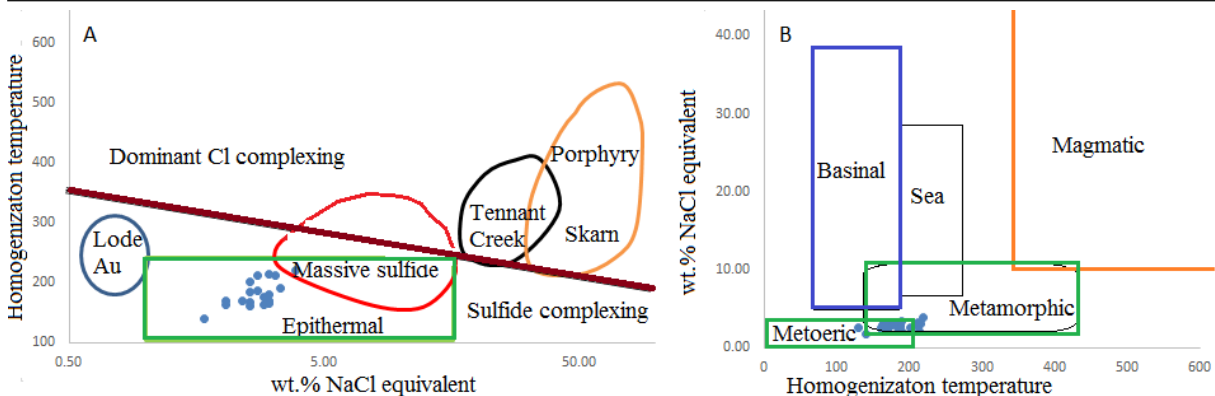 A
Homogenizaton temperature
600
500
400
300
200
100
0.50
5.00
50.00
wt.% NaCl equivalent
Dominant Cl complexing
Lode
Au
Massive sulfide
Epithermal
Tennant
Creek
Porphyry
Skarn
Sulfide complexing
B
wt.% NaCl equivalent
40.00
30.00
20.00
10.00
0.00
0
100
200
300
400
500
600
Homogenizaton temperature
Basinal
Sea
Magmatic
Metamorphic
Metoeric